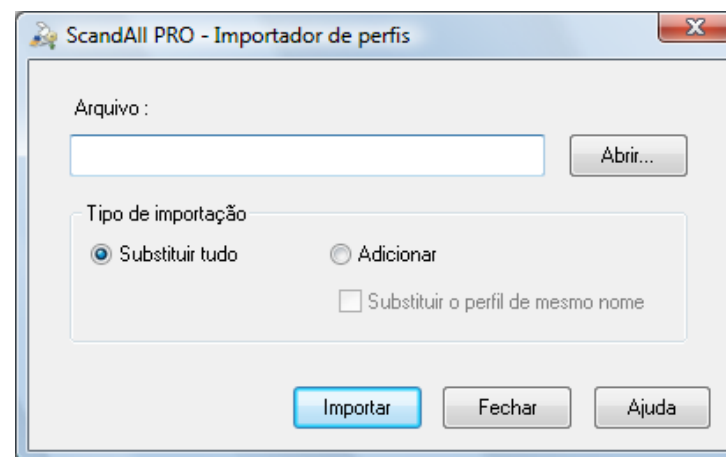 ScandAll PRO - Importador de perfis
Arquivo :
Abrir...
Tipo de importação
Substituir tudo
Adicionar
Substituir o perfil de mesmo nome
Importar
Fechar
Ajuda